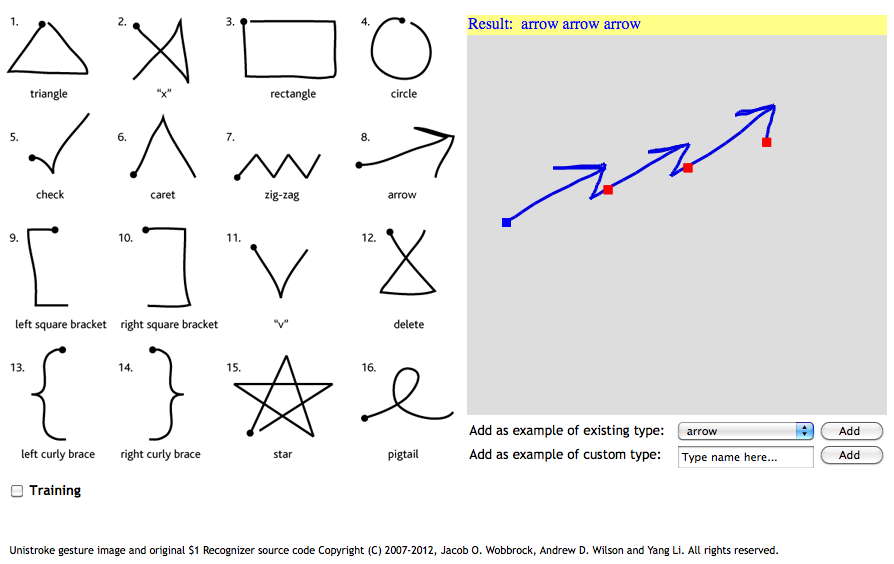 Result: arrow arrow arrow
1. 2. 3. 4.
triangle "x" rectangle circle
5. 6. 7. 8.
check caret zig-zag arrow
9. 10. 11. 12.
left square bracket right square bracket "v" delete
13. 14. 15. 16.
left curly brace right curly brace star pigtail
Add as example of existing type: arrow Add
Add as example of custom type: Type name here... Add
Training
Unistroke gesture image and original $1 Recognizer source code Copyright (C) 2007-2012, Jacob O. Wobbrock, Andrew D. Wilson and Yang Li. All rights reserved.